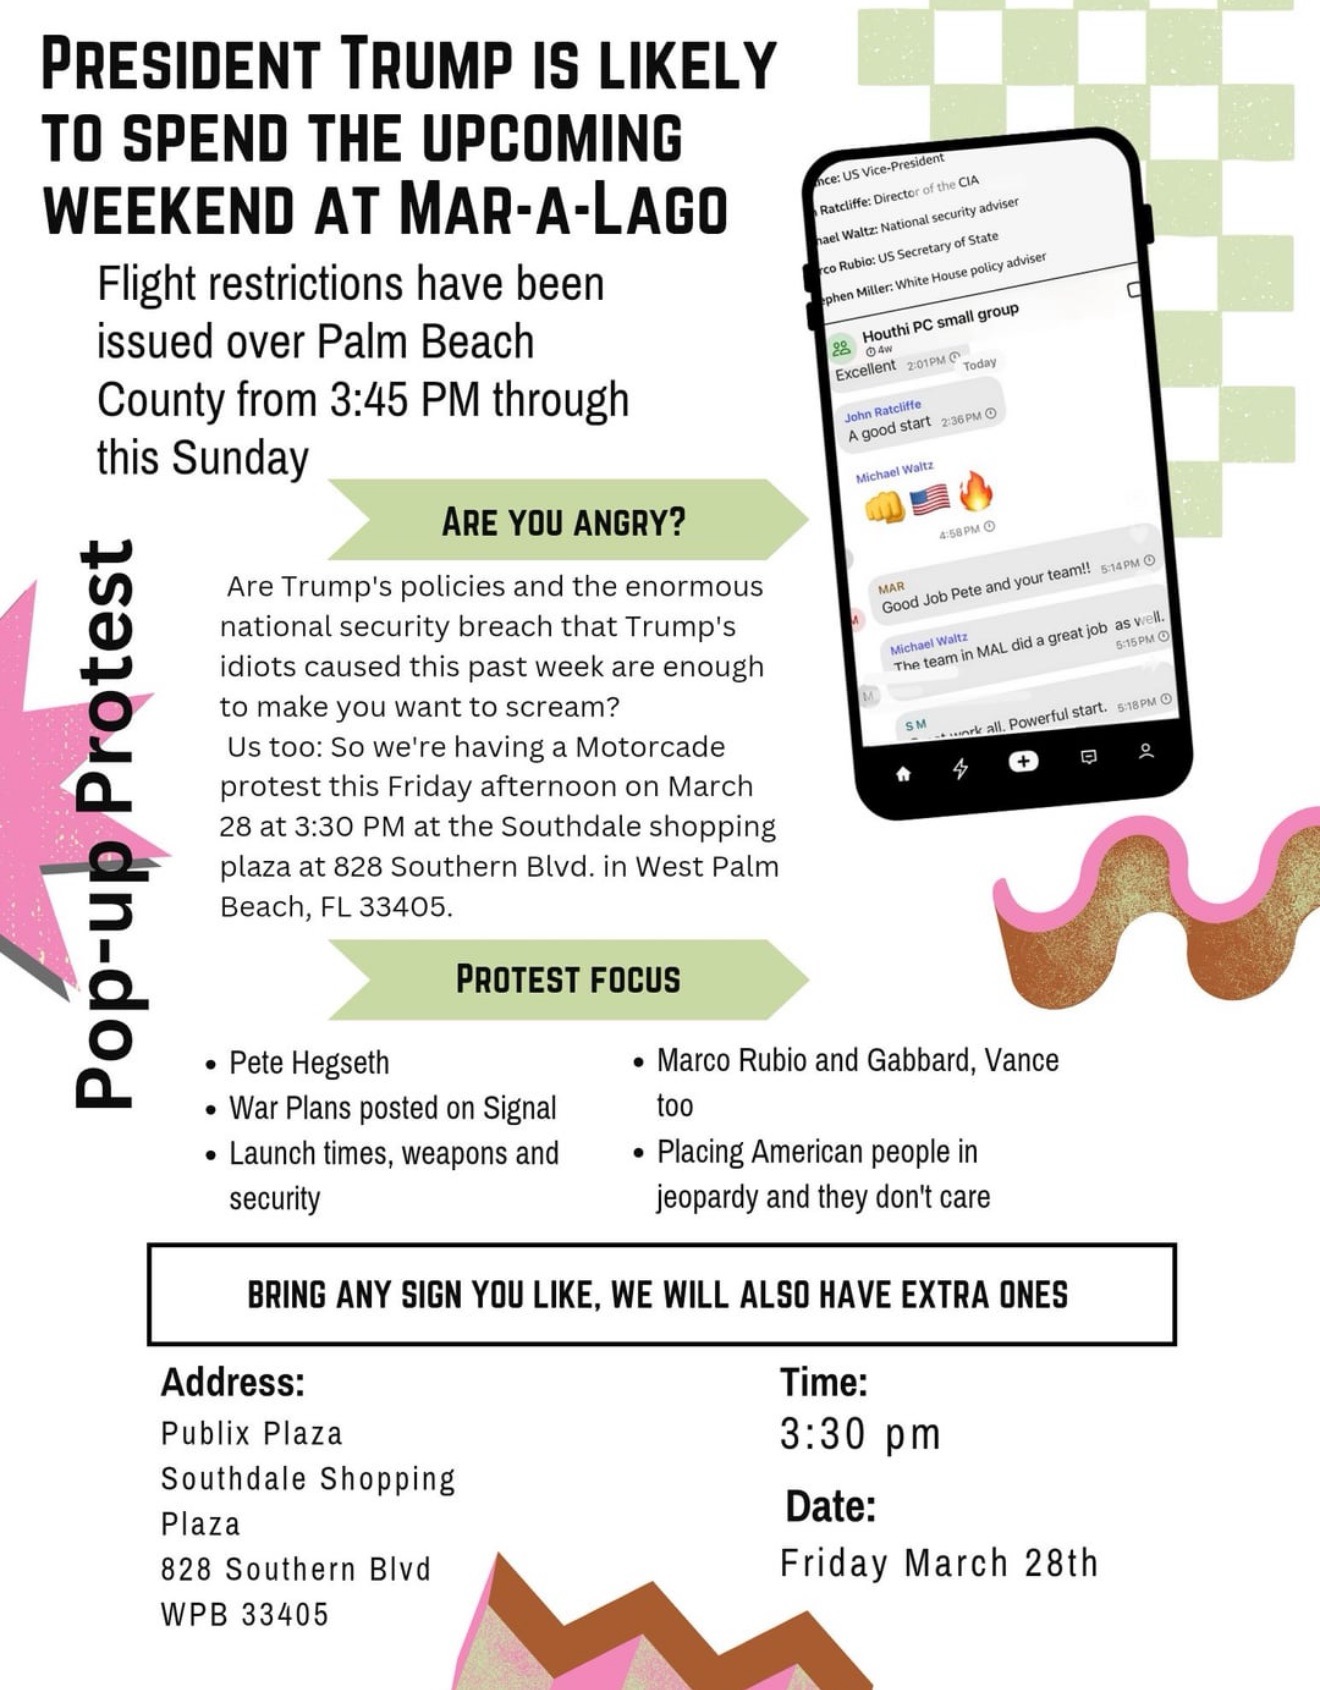 President Trump is likely
to spend the upcoming
weekend at Mar-a-Lago
Flight restrictions have been
issued over Palm Beach
County from 3:45 PM through
this Sunday
nce: US Vice-President
Ratcliffe: Director of the CIA
hael Waltz: National security adviser
rco Rubio: US Secretary of State
ephen Miller: White House policy adviser
Houthi PC small group
4w
Excellent 2:01PM
Today
John Ratcliffe
A good start 2:36PM
Michael Waltz
👊🇺🇸🔥
4:58PM
MAR
Good Job Pete and your team!! 5:14PM
M
Michael Waltz
The team in MAL did a great job as well.
5:15PM
M
S M
work all. Powerful start. 5:18PM
Are you angry?
Are Trump's policies and the enormous
national security breach that Trump's
idiots caused this past week are enough
to make you want to scream?
Us too: So we're having a Motorcade
protest this Friday afternoon on March
28 at 3:30 PM at the Southdale shopping
plaza at 828 Southern Blvd. in West Palm
Beach, FL 33405.
Pop-up Protest
Protest focus
• Pete Hegseth
• War Plans posted on Signal
• Launch times, weapons and
security
• Marco Rubio and Gabbard, Vance
too
• Placing American people in
jeopardy and they don't care
BRING ANY SIGN YOU LIKE, WE WILL ALSO HAVE EXTRA ONES
Address:
Publix Plaza
Southdale Shopping
Plaza
828 Southern Blvd
WPB 33405
Time:
3:30 pm
Date:
Friday March 28th